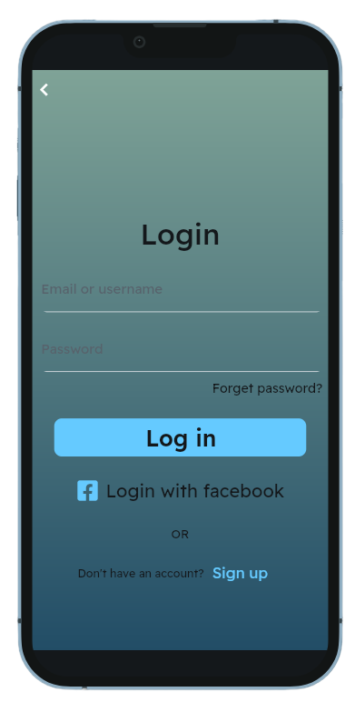 Login
Email or username
Password
Forget password?
Log in
Login with facebook
OR
Don't have an account? Sign up